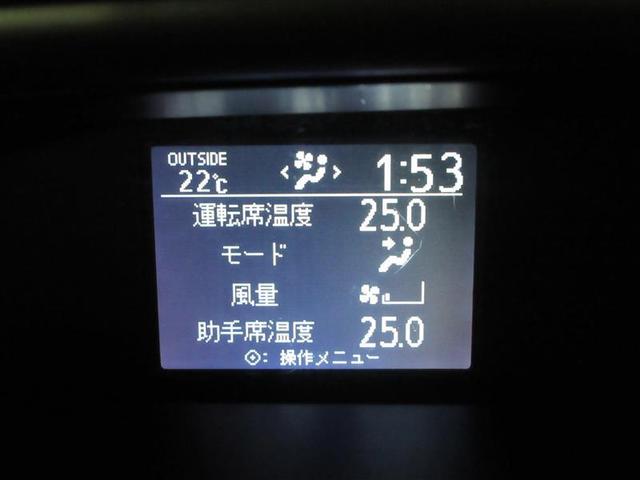 OUTSIDE
22℃ 1:53
運転席温度 25.0
モード
風量
助手席温度 25.0
: 操作メニュー